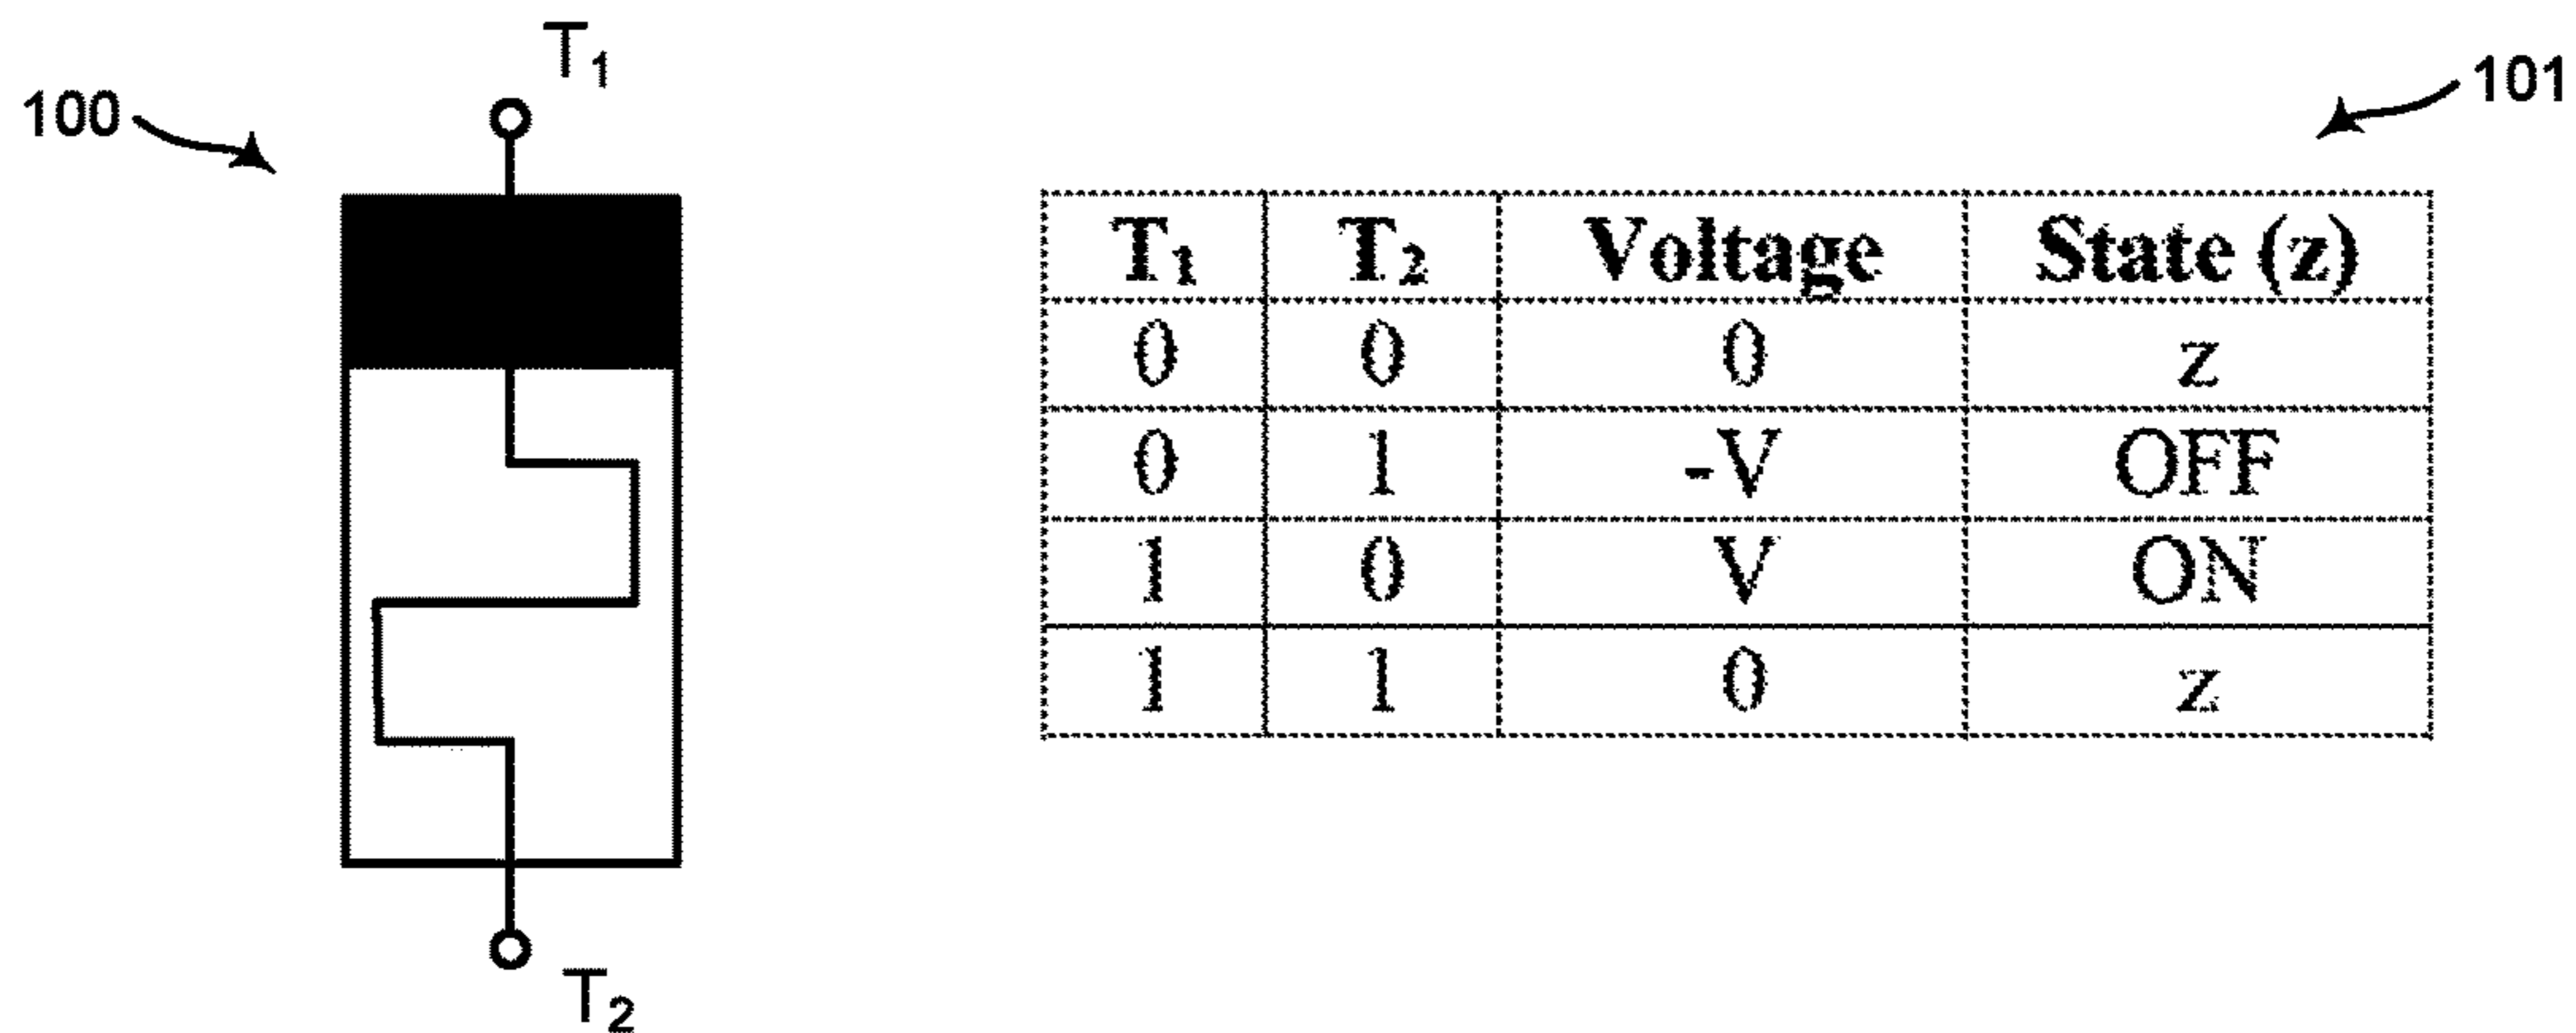 T₁
100
101
T₁ T₂ Voltage State (z)
0 0 0 z
0 1 -V OFF
1 0 V ON
1 1 0 z
T₂